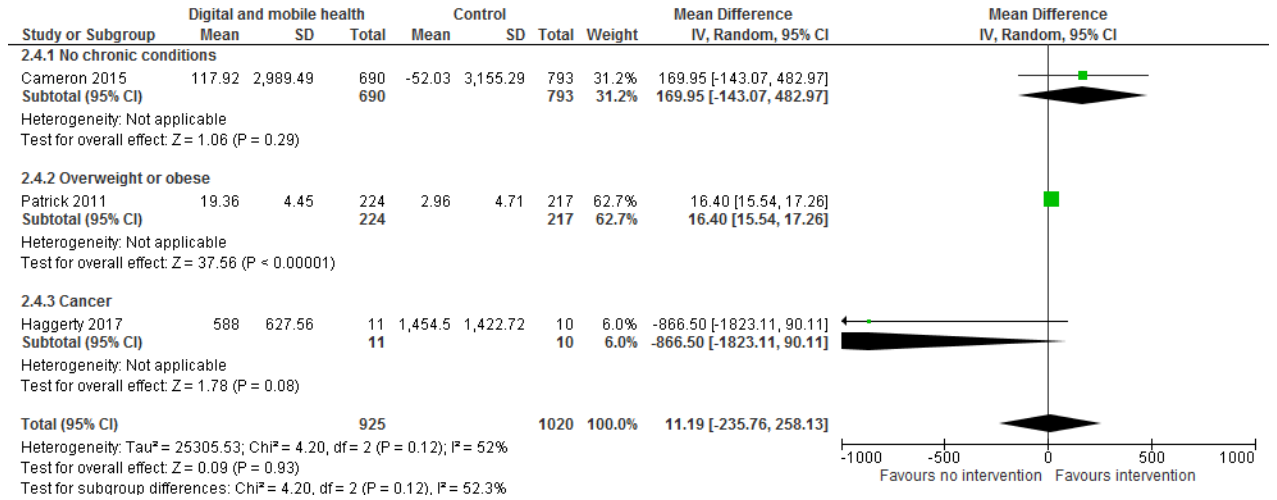 Digital and mobile health Control Mean Difference Mean Difference
Study or Subgroup Mean SD Total Mean SD Total Weight IV, Random, 95% CI IV, Random, 95% CI
2.4.1 No chronic conditions
Cameron 2015 117.92 2,989.49 690 -52.03 3,155.29 793 31.2% 169.95 [-143.07, 482.97]
Subtotal (95% CI) 690 793 31.2% 169.95 [-143.07, 482.97]
Heterogeneity: Not applicable
Test for overall effect: Z = 1.06 (P = 0.29)
2.4.2 Overweight or obese
Patrick 2011 19.36 4.45 224 2.96 4.71 217 62.7% 16.40 [15.54, 17.26]
Subtotal (95% CI) 224 217 62.7% 16.40 [15.54, 17.26]
Heterogeneity: Not applicable
Test for overall effect: Z = 37.56 (P < 0.00001)
2.4.3 Cancer
Haggerty 2017 588 627.56 11 1,454.5 1,422.72 10 6.0% -866.50 [-1823.11, 90.11]
Subtotal (95% CI) 11 10 6.0% -866.50 [-1823.11, 90.11]
Heterogeneity: Not applicable
Test for overall effect: Z = 1.78 (P = 0.08)
Total (95% CI) 925 1020 100.0% 11.19 [-235.76, 258.13]
Heterogeneity: Tau² = 25305.53; Chi² = 4.20, df = 2 (P = 0.12); I² = 52%
Test for overall effect: Z = 0.09 (P = 0.93)
Test for subgroup differences: Chi² = 4.20, df = 2 (P = 0.12), I² = 52.3%
-1000 -500 0 500 1000
Favours no intervention Favours intervention